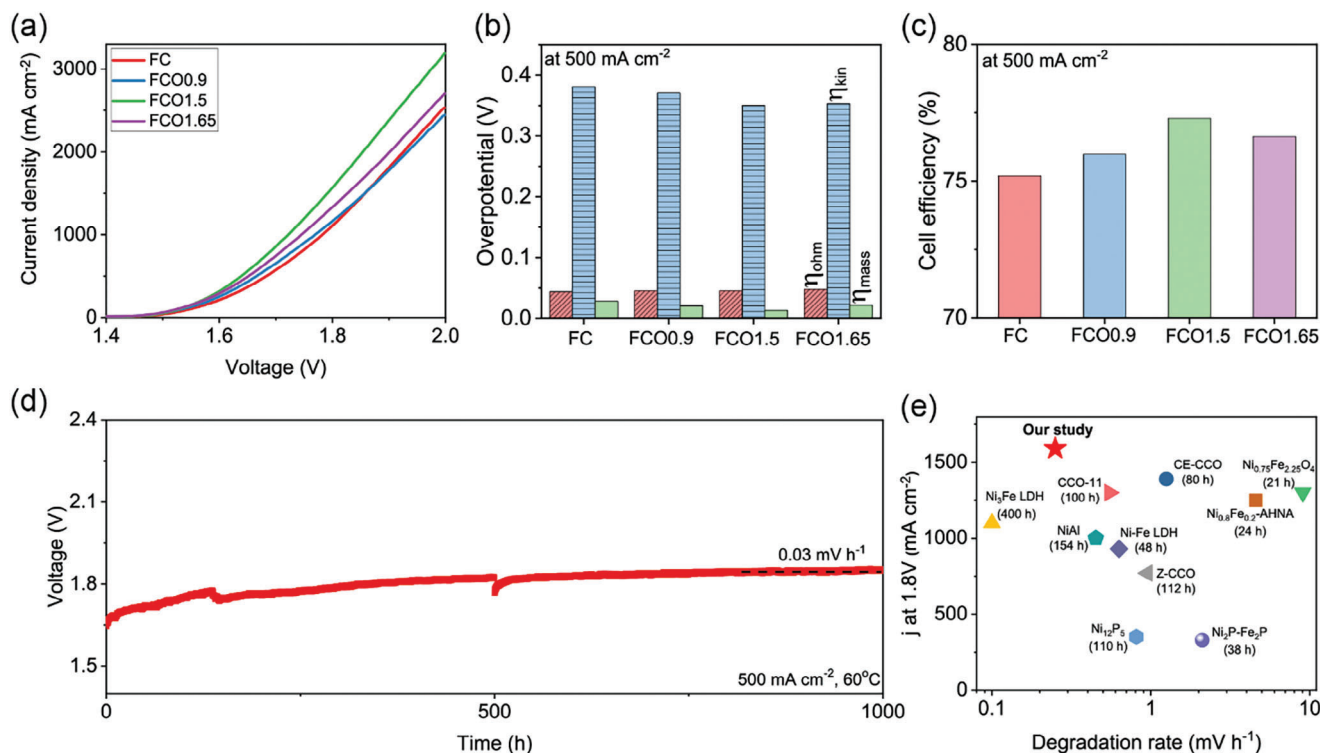 (a)
FC
FCO0.9
FCO1.5
FCO1.65
3000
2000
1000
0
Current density (mA cm⁻²)
1.4
1.6
1.8
2.0
Voltage (V)
(b)
at 500 mA cm⁻²
0.4
0.3
0.2
0.1
0.0
Overpotential (V)
ηkin
ηohm
ηmass
FC
FCO0.9
FCO1.5
FCO1.65
(c)
at 500 mA cm⁻²
80
75
70
Cell efficiency (%)
FC
FCO0.9
FCO1.5
FCO1.65
(d)
2.4
2.1
1.8
1.5
Voltage (V)
0.03 mV h⁻¹
500 mA cm⁻², 60°C
0
500
1000
Time (h)
(e)
1500
1000
500
0
j at 1.8V (mA cm⁻²)
Our study
CE-CCO
(80 h)
Ni₀.₇₅Fe₂.₂₅O₄
(21 h)
CCO-11
(100 h)
Ni₃Fe LDH
(400 h)
Ni₀.₈Fe₀.₂-AHNA
(24 h)
NiAl
(154 h)
Ni-Fe LDH
(48 h)
Z-CCO
(112 h)
Ni₁₂P₅
(110 h)
Ni₂P-Fe₂P
(38 h)
0.1
1
10
Degradation rate (mV h⁻¹)